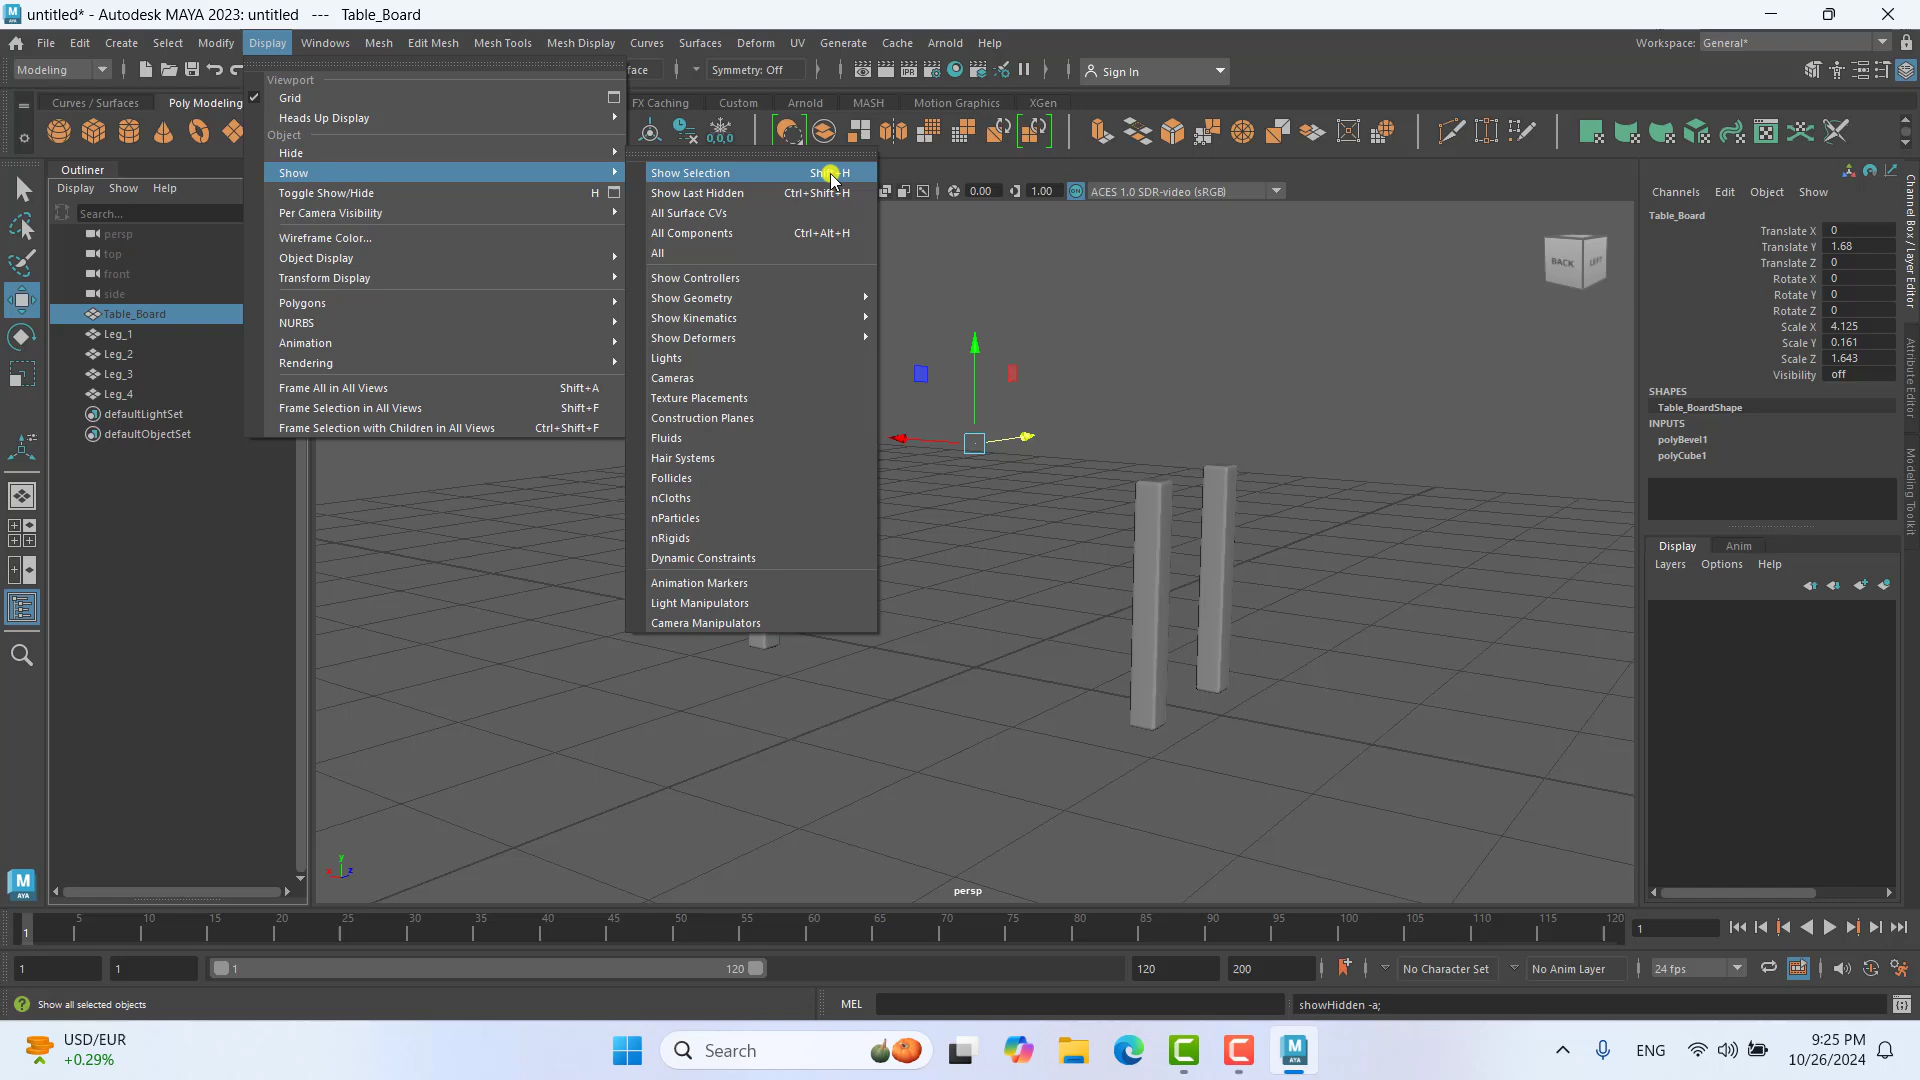 untitled* - Autodesk MAYA 2023: untitled --- Table_Board
File Edit Create Select Modify Display Windows Mesh Edit Mesh Mesh Tools Mesh Display Curves Surfaces Deform UV Generate Cache Arnold Help
Workspace: General*
Modeling
Symmetry: Off
Sign In
Curves / Surfaces Poly Modeling
FX Caching Custom Arnold MASH Motion Graphics XGen
Viewport
Grid
Heads Up Display
Object
Hide
Show
Toggle Show/Hide H
Per Camera Visibility
Wireframe Color...
Object Display
Transform Display
Polygons
NURBS
Animation
Rendering
Frame All in All Views Shift+A
Frame Selection in All Views Shift+F
Frame Selection with Children in All Views Ctrl+Shift+F
Show Selection Shift+H
Show Last Hidden Ctrl+Shift+H
All Surface CVs
All Components Ctrl+Alt+H
All
Show Controllers
Show Geometry
Show Kinematics
Show Deformers
Lights
Cameras
Texture Placements
Construction Planes
Fluids
Hair Systems
Follicles
nCloths
nParticles
nRigids
Dynamic Constraints
Animation Markers
Light Manipulators
Camera Manipulators
Outliner
Display Show Help
Search...
persp
top
front
side
Table_Board
Leg_1
Leg_2
Leg_3
Leg_4
defaultLightSet
defaultObjectSet
0.00 1.00 ACES 1.0 SDR-video (sRGB)
BACK LEFT
persp
Channels Edit Object Show
Table_Board
Translate X 0
Translate Y 1.68
Translate Z 0
Rotate X 0
Rotate Y 0
Rotate Z 0
Scale X 4.125
Scale Y 0.161
Scale Z 1.643
Visibility off
SHAPES
Table_BoardShape
INPUTS
polyBevel1
polyCube1
Display Anim
Layers Options Help
Channel Box / Layer Editor
Attribute Editor
Modeling Toolkit
1 5 10 15 20 25 30 35 40 45 50 55 60 65 70 75 80 85 90 95 100 105 110 115 120
1
1 1 1 120 120 200 No Character Set No Anim Layer 24 fps
Show all selected objects
MEL
showHidden -a;
USD/EUR
+0.29%
Search
ENG
9:25 PM
10/26/2024